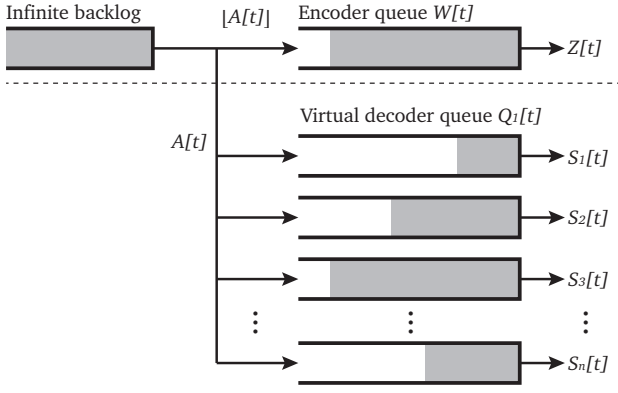 Infinite backlog
⌊A[t]⌋
Encoder queue W[t]
Z[t]
Virtual decoder queue Q1[t]
A[t]
S1[t]
S2[t]
S3[t]
Sn[t]